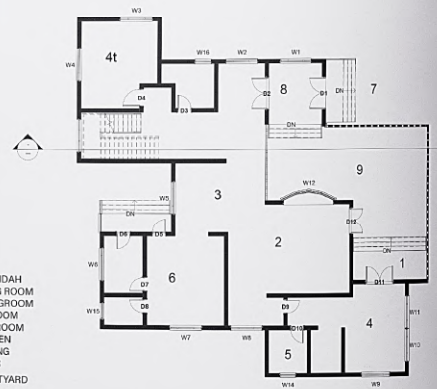 W3
W16
W2
W1
W4
4t
D4
D3
D2
8
D1
7
DN
DN
9
3
W5
W12
DN
D12
D6
D5
2
DN
1
W6
D7
6
D11
D8
W15
D9
D10
4
W11
W12
5
W7
W8
W14
W9
DAH
ROOM
GROOM
OOM
ROOM
EN
NG
TYARD